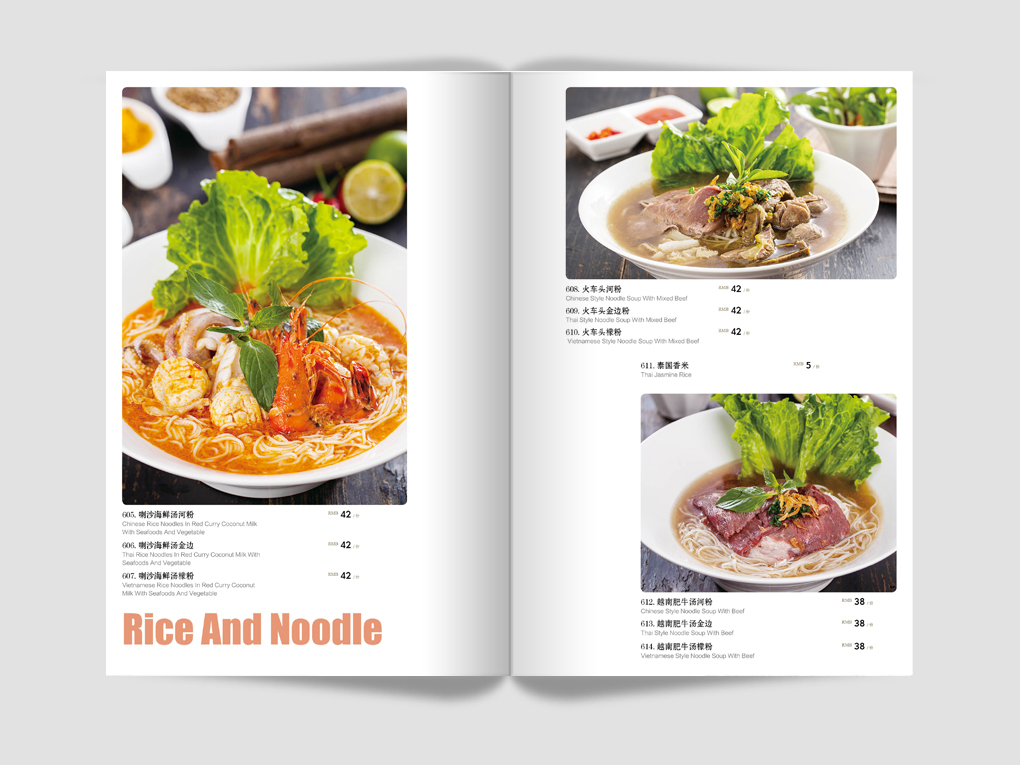 605. 喇沙海鲜汤河粉 RMB 42 /份
Chinese Rice Noodles In Red Curry Coconut Milk
With Seafoods And Vegetable
606. 喇沙海鲜汤金边 RMB 42 /份
Thai Rice Noodles In Red Curry Coconut Milk With
Seafoods And Vegetable
607. 喇沙海鲜汤檬粉 RMB 42 /份
Vietnamese Rice Noodles In Red Curry Coconut
Milk With Seafoods And Vegetable
Rice And Noodle
608. 火车头河粉 RMB 42 /份
Chinese Style Noodle Soup With Mixed Beef
609. 火车头金边粉 RMB 42 /份
Thai Style Noodle Soup With Mixed Beef
610. 火车头檬粉 RMB 42 /份
Vietnamese Style Noodle Soup With Mixed Beef
611. 泰国香米 RMB 5 /份
Thai Jasmine Rice
612. 越南肥牛汤河粉 RMB 38 /份
Chinese Style Noodle Soup With Beef
613. 越南肥牛汤金边 RMB 38 /份
Thai Style Noodle Soup With Beef
614. 越南肥牛汤檬粉 RMB 38 /份
Vietnamese Style Noodle Soup With Beef